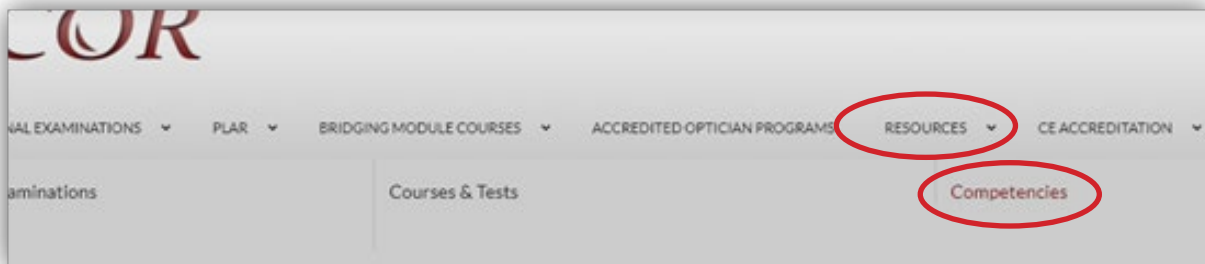 COR
NAL EXAMINATIONS PLAR BRIDGING MODULE COURSES ACCREDITED OPTICIAN PROGRAMS RESOURCES CE ACCREDITATION
aminations Courses & Tests Competencies